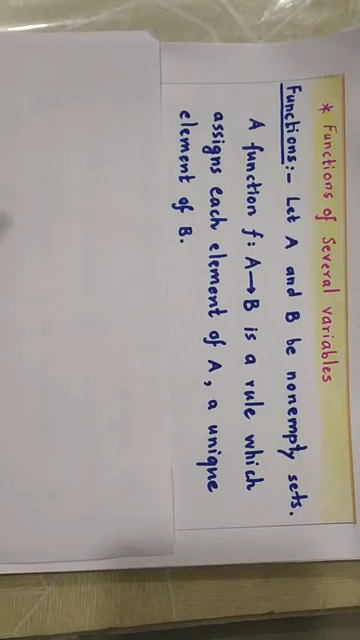 * Functions of Several variables
Functions:- Let A and B be nonempty sets.
A function f: A→B is a rule which
assigns each element of A, a unique
element of B.